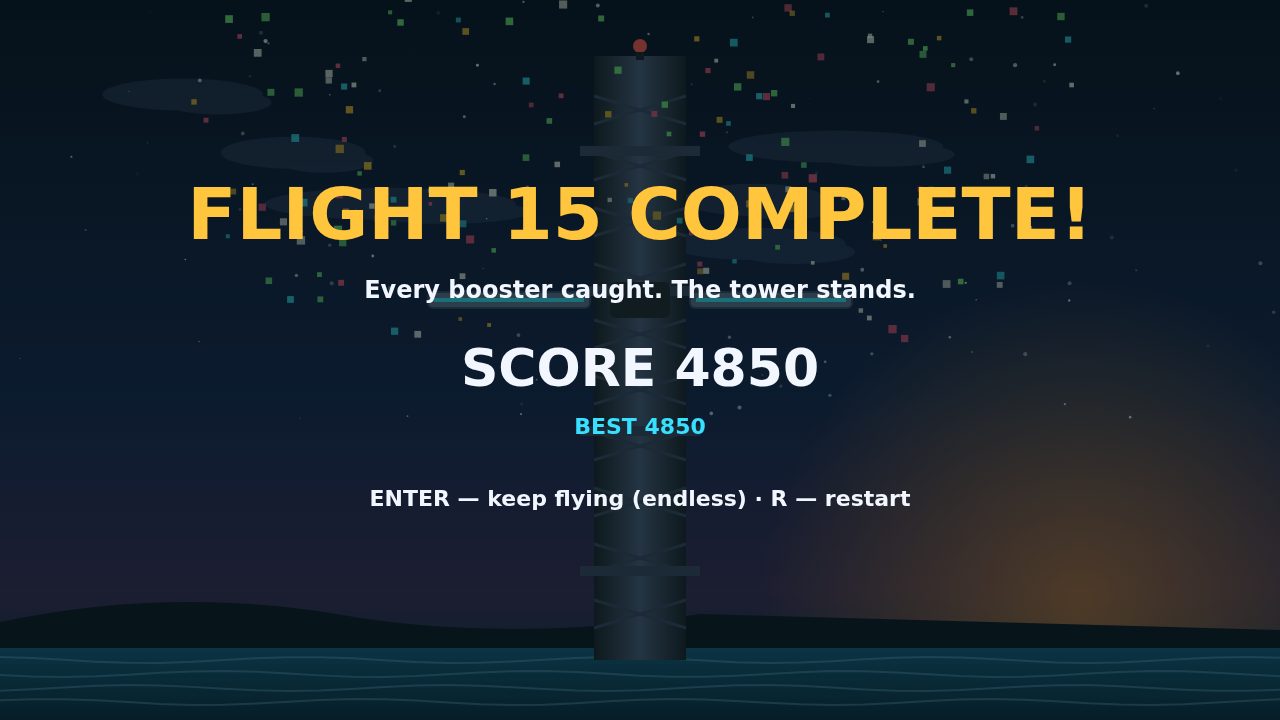 FLIGHT 15 COMPLETE!
Every booster caught. The tower stands.
SCORE 4850
BEST 4850
ENTER — keep flying (endless) · R — restart